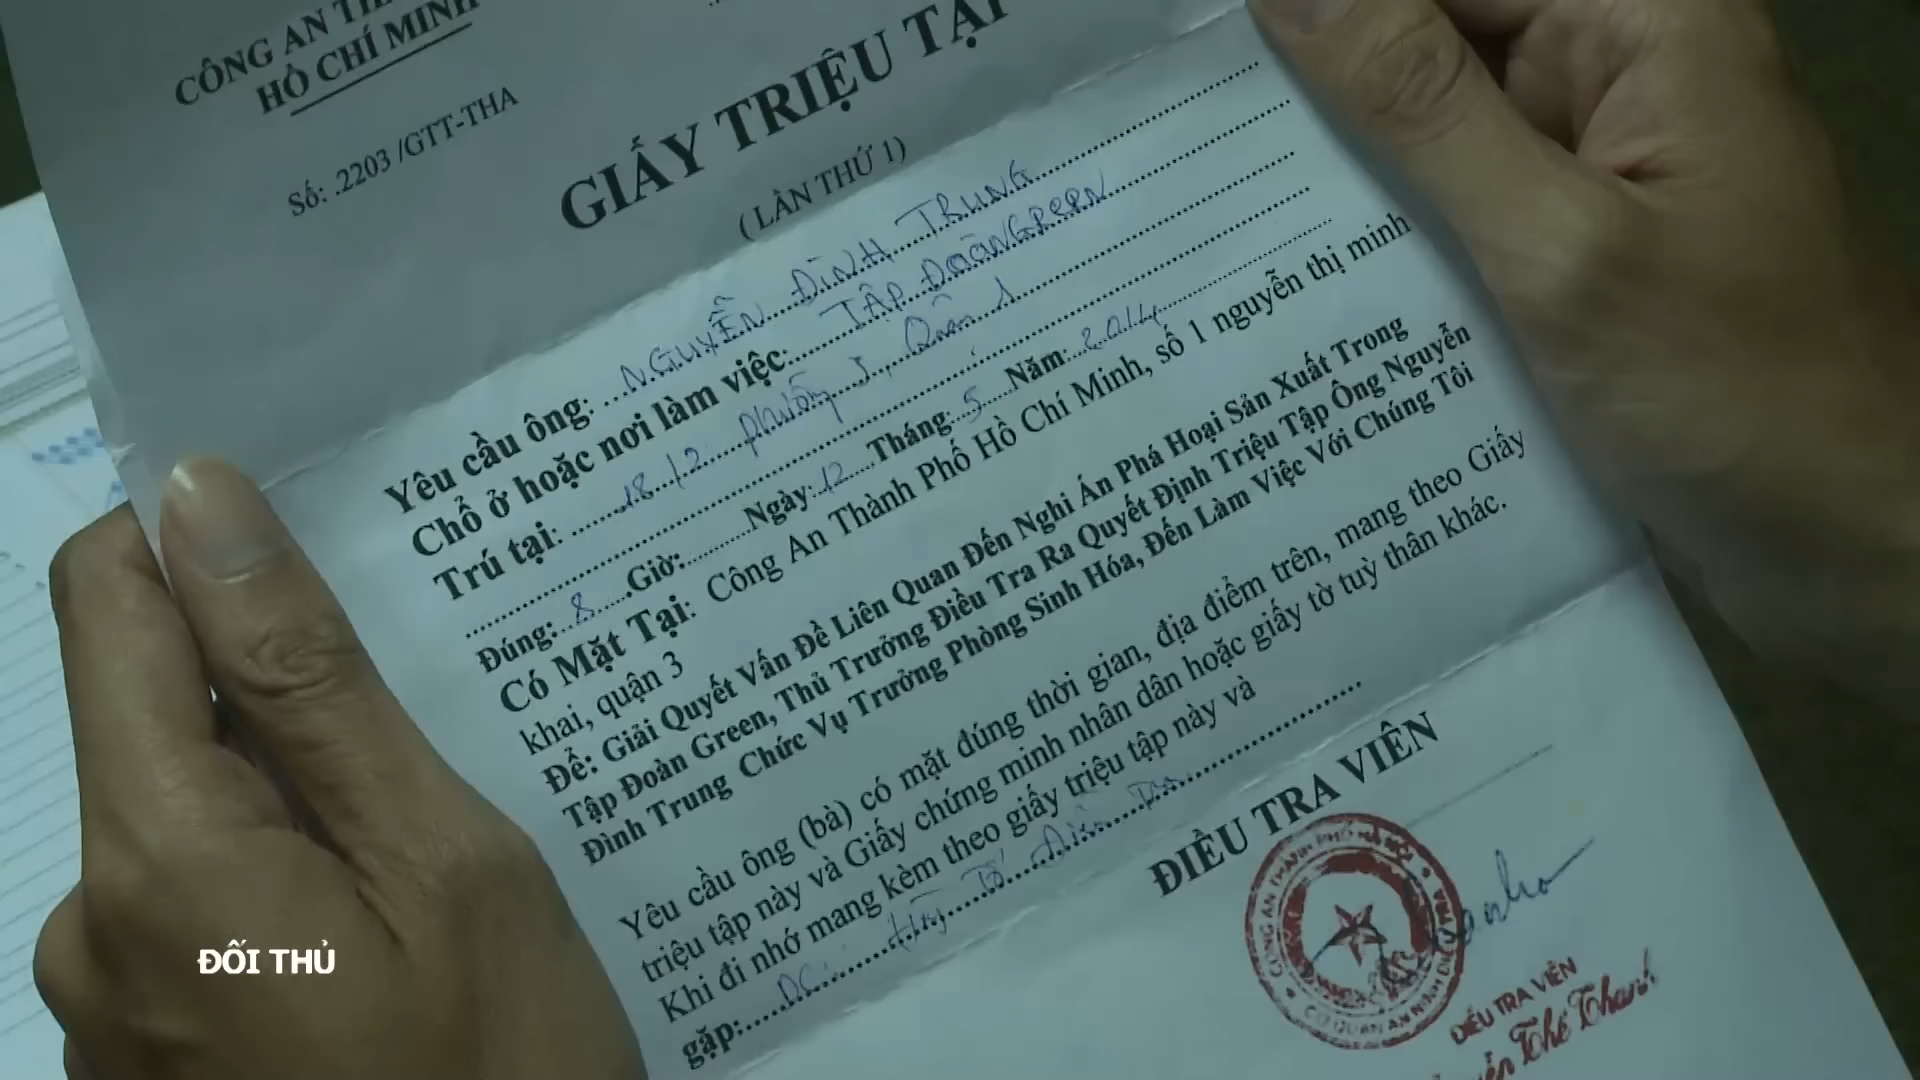 CÔNG AN TH
HỒ CHÍ MINH
Số: .2203 /GTT-THA
GIẤY TRIỆU TẬP
( LẦN THỨ 1)
Yêu cầu ông: NGUYỄN ĐÌNH TRUNG
Chổ ở hoặc nơi làm việc: TẬP ĐOÀN GREEN
Trú tại: 18/2 phường 3, Quận 1
Đúng: 8 Giờ: Ngày: 12 Tháng: 5 Năm: 2014
Có Mặt Tại: Công An Thành Phố Hồ Chí Minh, số 1 nguyễn thị minh
khai, quận 3
Để: Giải Quyết Vấn Đề Liên Quan Đến Nghi Án Phá Hoại Sản Xuất Trong
Tập Đoàn Green, Thủ Trưởng Điều Tra Ra Quyết Định Triệu Tập Ông Nguyễn
Đình Trung Chức Vụ Trưởng Phòng Sinh Hóa, Đến Làm Việc Với Chúng Tôi
Yêu cầu ông (bà) có mặt đúng thời gian, địa điểm trên, mang theo Giấy
triệu tập này và Giấy chứng minh nhân dân hoặc giấy tờ tuỳ thân khác.
Khi đi nhớ mang kèm theo giấy triệu tập này và
gặp: ĐC:
ĐIỀU TRA VIÊN
ĐIỀU TRA VIÊN
Thế Thanh
ĐỐI THỦ